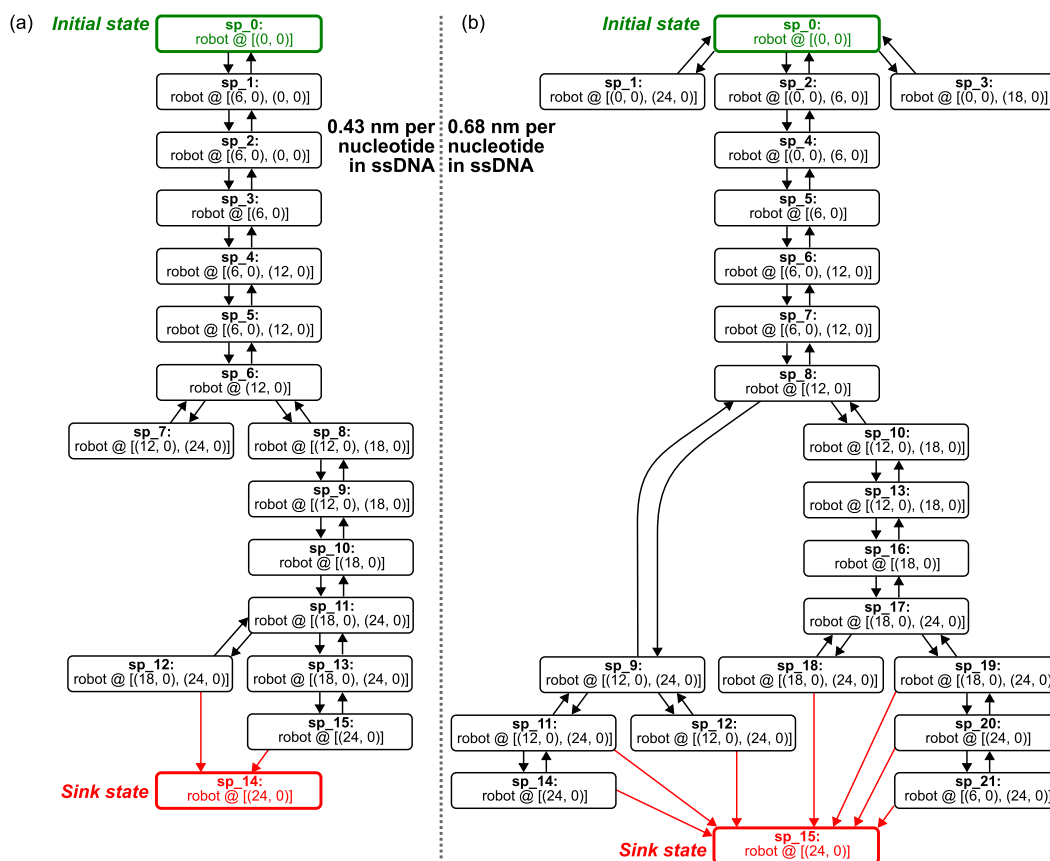 (a)
Initial state
sp_0:
robot @ [(0, 0)]
sp_1:
robot @ [(6, 0), (0, 0)]
sp_2:
robot @ [(6, 0), (0, 0)]
sp_3:
robot @ [(6, 0)]
sp_4:
robot @ [(6, 0), (12, 0)]
sp_5:
robot @ [(6, 0), (12, 0)]
sp_6:
robot @ (12, 0)]
sp_7:
robot @ [(12, 0), (24, 0)]
sp_8:
robot @ [(12, 0), (18, 0)]
sp_9:
robot @ [(12, 0), (18, 0)]
sp_10:
robot @ [(18, 0)]
sp_11:
robot @ [(18, 0), (24, 0)]
sp_12:
robot @ [(18, 0), (24, 0)]
sp_13:
robot @ [(18, 0), (24, 0)]
sp_15:
robot @ [(24, 0)]
Sink state
sp_14:
robot @ [(24, 0)]
0.43 nm per
nucleotide
in ssDNA
0.68 nm per
nucleotide
in ssDNA
(b)
Initial state
sp_0:
robot @ [(0, 0)]
sp_1:
robot @ [(0, 0), (24, 0)]
sp_2:
robot @ [(0, 0), (6, 0)]
sp_3:
robot @ [(0, 0), (18, 0)]
sp_4:
robot @ [(0, 0), (6, 0)]
sp_5:
robot @ [(6, 0)]
sp_6:
robot @ [(6, 0), (12, 0)]
sp_7:
robot @ [(6, 0), (12, 0)]
sp_8:
robot @ [(12, 0)]
sp_10:
robot @ [(12, 0), (18, 0)]
sp_13:
robot @ [(12, 0), (18, 0)]
sp_16:
robot @ [(18, 0)]
sp_17:
robot @ [(18, 0), (24, 0)]
sp_9:
robot @ [(12, 0), (24, 0)]
sp_18:
robot @ [(18, 0), (24, 0)]
sp_19:
robot @ [(18, 0), (24, 0)]
sp_11:
robot @ [(12, 0), (24, 0)]
sp_12:
robot @ [(12, 0), (24, 0)]
sp_20:
robot @ [(24, 0)]
sp_14:
robot @ [(24, 0)]
sp_21:
robot @ [(6, 0), (24, 0)]
Sink state
sp_15:
robot @ [(24, 0)]